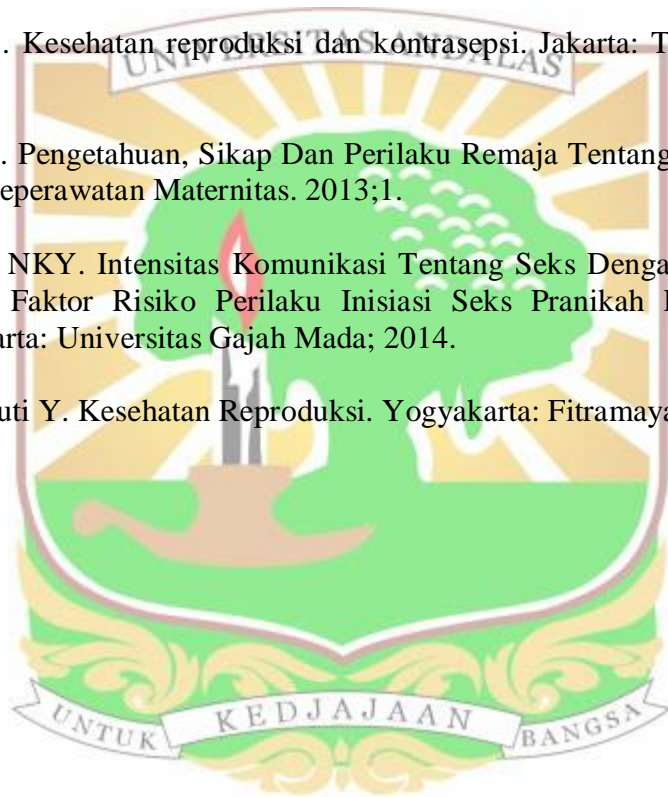 . Kesehatan reproduksi dan kontrasepsi. Jakarta: T
UNIVERSITAS ANDALAS
. Pengetahuan, Sikap Dan Perilaku Remaja Tentang
eperawatan Maternitas. 2013;1.
NKY. Intensitas Komunikasi Tentang Seks Denga
Faktor Risiko Perilaku Inisiasi Seks Pranikah
arta: Universitas Gajah Mada; 2014.
uti Y. Kesehatan Reproduksi. Yogyakarta: Fitramaya
UNTUK KEDJAJAAN BANGSA